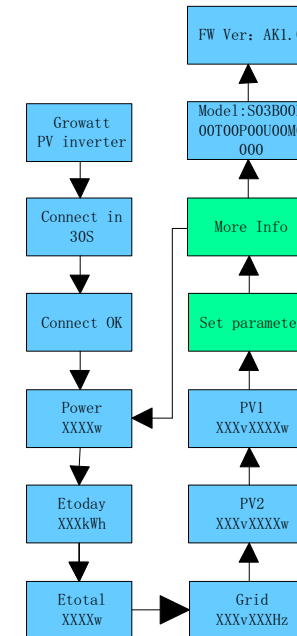 Growatt
PV inverter
Connect in
30S
Connect OK
Power
XXXXw
Etoday
XXXkWh
Etotal
XXXXw
Grid
XXXvXXXHz
PV2
XXXvXXXXw
PV1
XXXvXXXXw
Set paramete
More Info
Model:S03B00
00T00P00U00M
000
FW Ver: AK1.